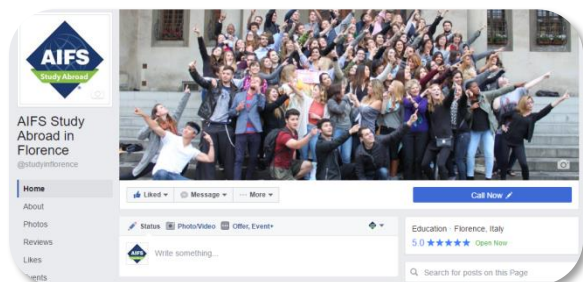 AIFS
Study Abroad
AIFS Study
Abroad in
Florence
@studyinflorence
Home
About
Photos
Reviews
Likes
Events
Liked
Message
More
Call Now
Status
Photo/Video
Offer, Event+
AIFS
Write something...
Education · Florence, Italy
5.0 ★★★★★ Open Now
Search for posts on this Page